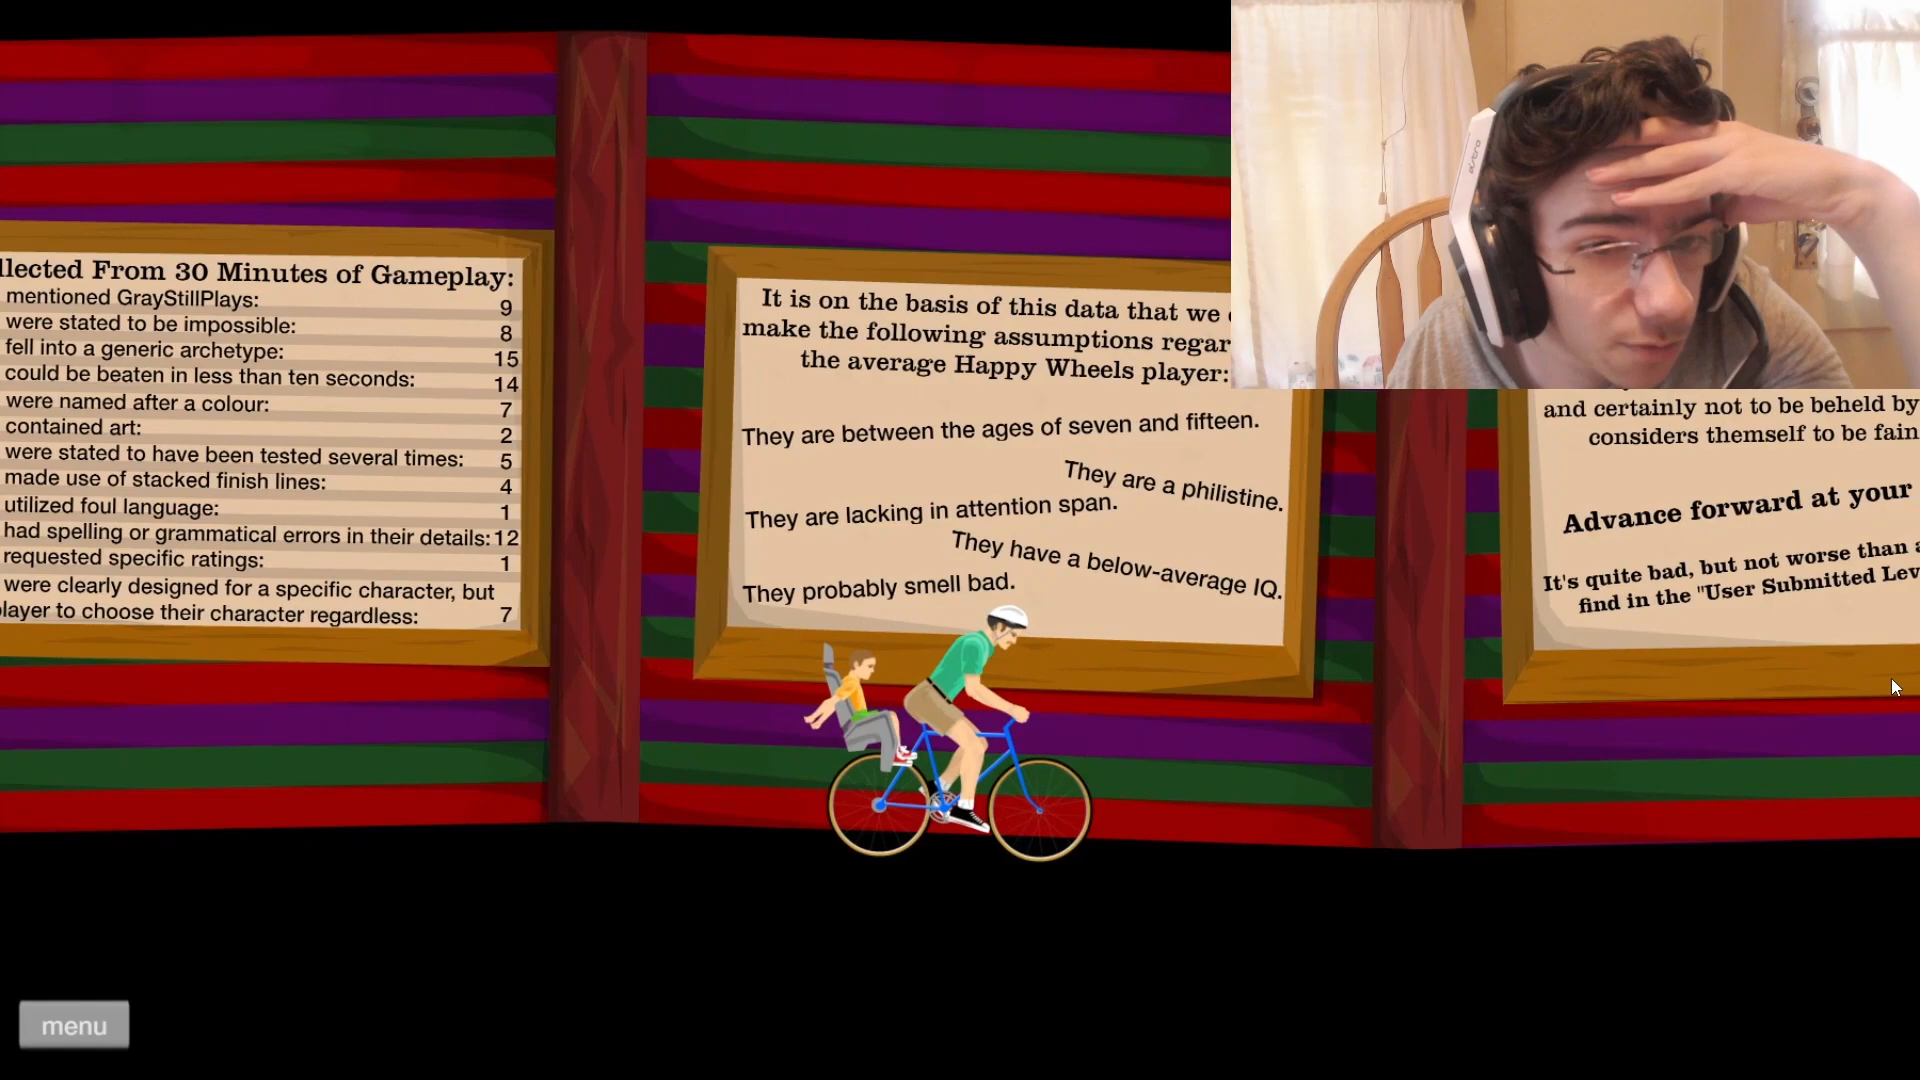 llected From 30 Minutes of Gameplay:
mentioned GrayStillPlays: 9
were stated to be impossible: 8
fell into a generic archetype: 15
could be beaten in less than ten seconds: 14
were named after a colour: 7
contained art: 2
were stated to have been tested several times: 5
made use of stacked finish lines: 4
utilized foul language: 1
had spelling or grammatical errors in their details: 12
requested specific ratings: 1
were clearly designed for a specific character, but
layer to choose their character regardless: 7
It is on the basis of this data that we
make the following assumptions regar
the average Happy Wheels player:
They are between the ages of seven and fifteen.
They are a philistine.
They are lacking in attention span.
They have a below-average IQ.
They probably smell bad.
and certainly not to be beheld by
considers themself to be fain
Advance forward at your
It's quite bad, but not worse than a
find in the "User Submitted Lev
astro
menu